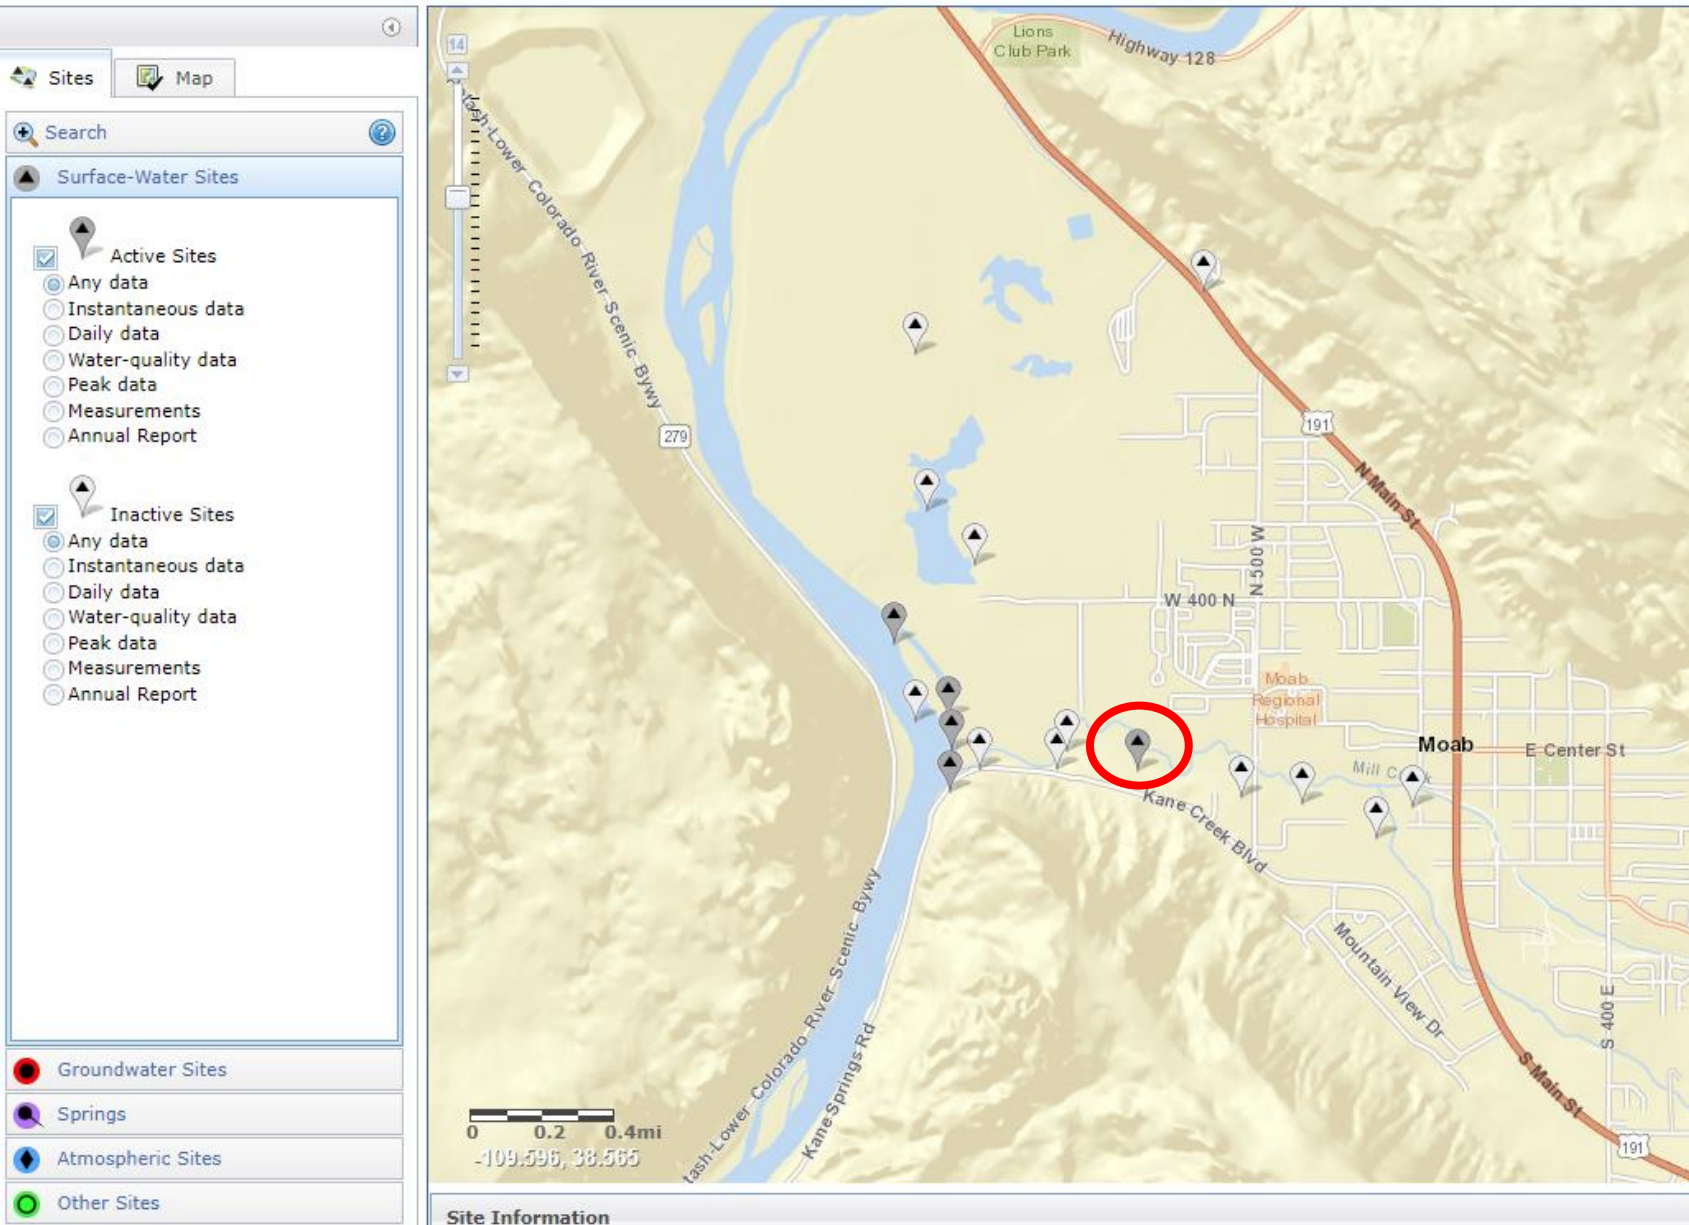 Sites
Map
Search
Surface-Water Sites
Active Sites
Any data
Instantaneous data
Daily data
Water-quality data
Peak data
Measurements
Annual Report
Inactive Sites
Any data
Instantaneous data
Daily data
Water-quality data
Peak data
Measurements
Annual Report
Groundwater Sites
Springs
Atmospheric Sites
Other Sites
14
Lions
Club Park
Highway 128
Lower Colorado River Scenic Bywy
279
191
N Main St
N 500 W
W 400 N
Moab
Regional
Hospital
Moab
E Center St
Mill
Kane Creek Blvd
Mountain View Dr
S 400 E
S Main St
191
Lower Colorado River Scenic Bywy
Kane Springs Rd
0 0.2 0.4mi
-109.596, 38.565
Site Information